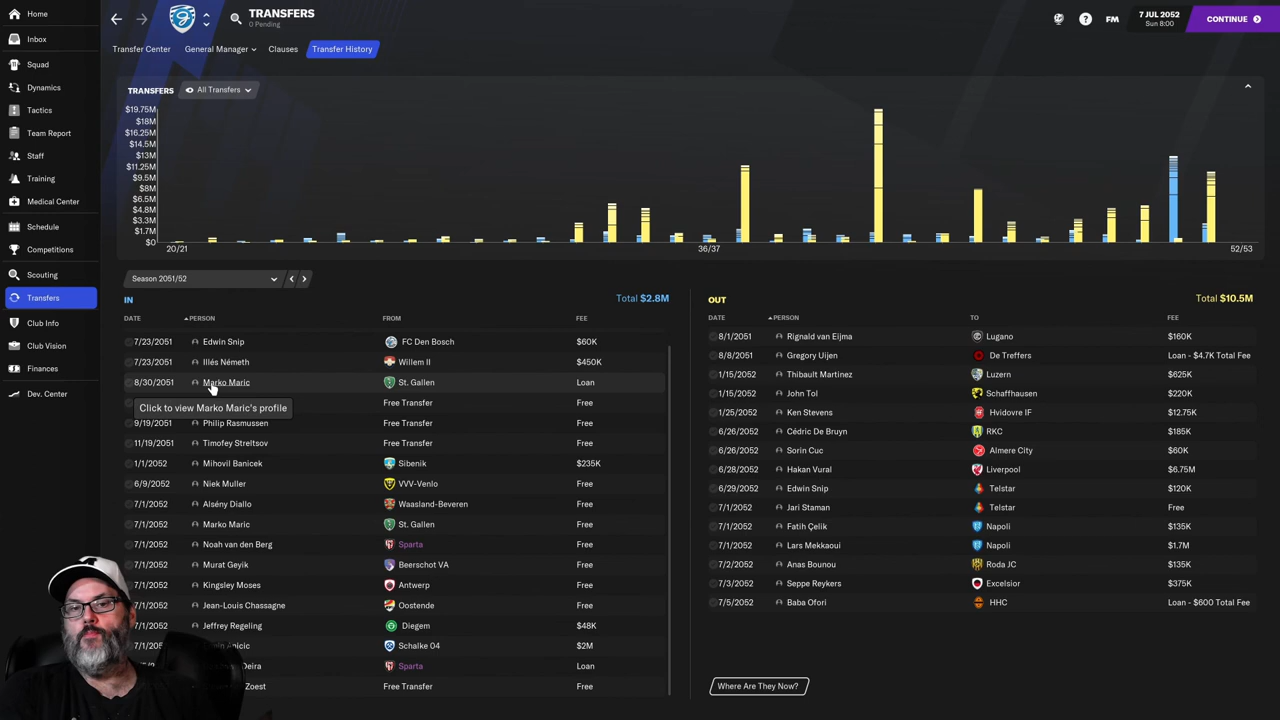 Home
TRANSFERS
0 Pending
FM
7 JUL 2052
Sun 8:00
CONTINUE
Inbox
Squad
Dynamics
Tactics
Team Report
Staff
Training
Medical Center
Schedule
Competitions
Scouting
Transfers
Club Info
Club Vision
Finances
Dev. Center
Transfer Center
General Manager
Clauses
Transfer History
TRANSFERS
All Transfers
$19.75M
$18M
$16.25M
$14.5M
$13M
$11.25M
$9.5M
$8M
$6.5M
$4.8M
$3.3M
$1.7M
$0
20/21
36/37
52/53
Season 2051/52
IN
Total $2.8M
DATE PERSON FROM FEE
7/23/2051 Edwin Snip FC Den Bosch $60K
7/23/2051 Illés Németh Willem II $450K
8/30/2051 Marko Maric St. Gallen Loan
Free Transfer Free
Click to view Marko Maric's profile
9/19/2051 Philip Rasmussen Free Transfer Free
11/19/2051 Timofey Streltsov Free Transfer Free
1/1/2052 Mihovil Banicek Sibenik $235K
6/9/2052 Niek Muller VVV-Venlo Free
7/1/2052 Alsény Diallo Waasland-Beveren Free
7/1/2052 Marko Maric St. Gallen Free
7/1/2052 Noah van den Berg Sparta Free
7/1/2052 Murat Geyik Beerschot VA Free
7/1/2052 Kingsley Moses Antwerp Free
7/1/2052 Jean-Louis Chassagne Oostende Free
7/1/2052 Jeffrey Regeling Diegem $48K
Schalke 04 $2M
Sparta Loan
Zoest Free Transfer Free
OUT
Total $10.5M
DATE PERSON TO FEE
8/1/2051 Rignald van Eijma Lugano $160K
8/8/2051 Gregory Uijen De Treffers Loan - $4.7K Total Fee
1/15/2052 Thibault Martinez Luzern $625K
1/15/2052 John Tol Schaffhausen $220K
1/25/2052 Ken Stevens Hvidovre IF $12.75K
6/26/2052 Cédric De Bruyn RKC $185K
6/26/2052 Sorin Cuc Almere City $60K
6/28/2052 Hakan Vural Liverpool $6.75M
6/29/2052 Edwin Snip Telstar $120K
7/1/2052 Jari Staman Telstar Free
7/1/2052 Fatih Çelik Napoli $135K
7/1/2052 Lars Mekkaoui Napoli $1.7M
7/2/2052 Anas Bounou Roda JC $135K
7/3/2052 Seppe Reykers Excelsior $375K
7/5/2052 Baba Ofori HHC Loan - $600 Total Fee
Where Are They Now?